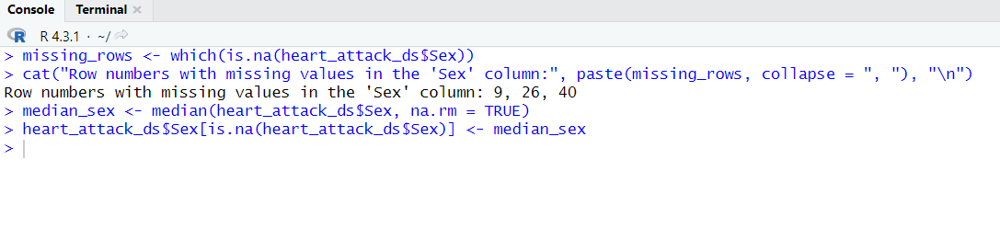 Console Terminal
R R 4.3.1 · ~/
> missing_rows <- which(is.na(heart_attack_ds$Sex))
> cat("Row numbers with missing values in the 'Sex' column:", paste(missing_rows, collapse = ", "), "\n")
Row numbers with missing values in the 'Sex' column: 9, 26, 40
> median_sex <- median(heart_attack_ds$Sex, na.rm = TRUE)
> heart_attack_ds$Sex[is.na(heart_attack_ds$Sex)] <- median_sex
>